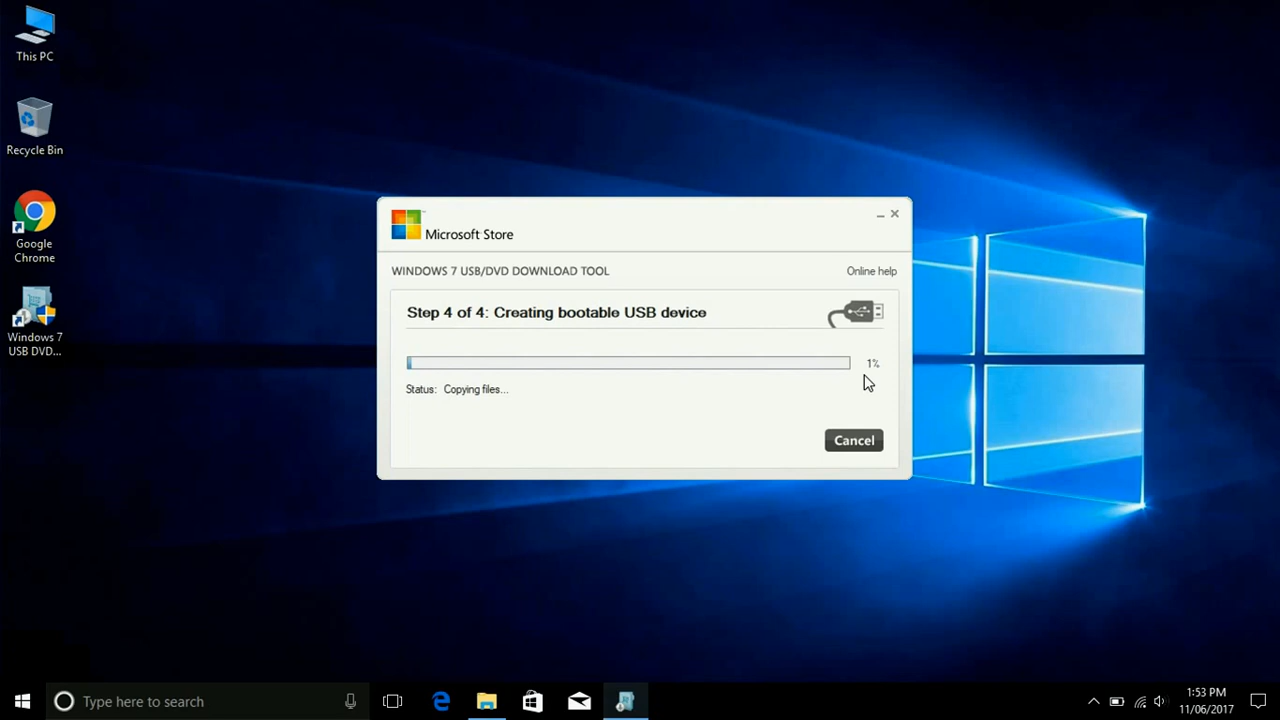 This PC
Recycle Bin
Google
Chrome
Windows 7
USB DVD...
Microsoft Store
WINDOWS 7 USB/DVD DOWNLOAD TOOL
Online help
Step 4 of 4: Creating bootable USB device
1%
Status: Copying files...
Cancel
Type here to search
1:53 PM
11/06/2017